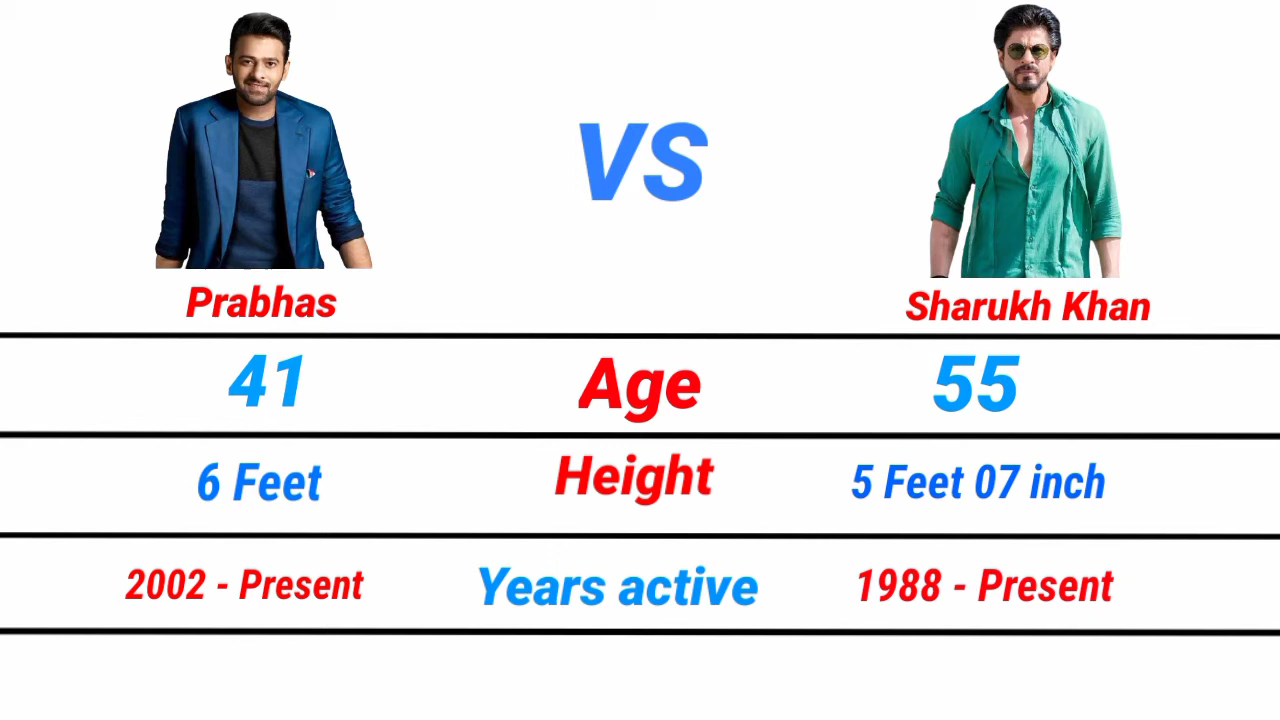 VS
Prabhas
Sharukh Khan
41 Age 55
6 Feet Height 5 Feet 07 inch
2002 - Present Years active 1988 - Present